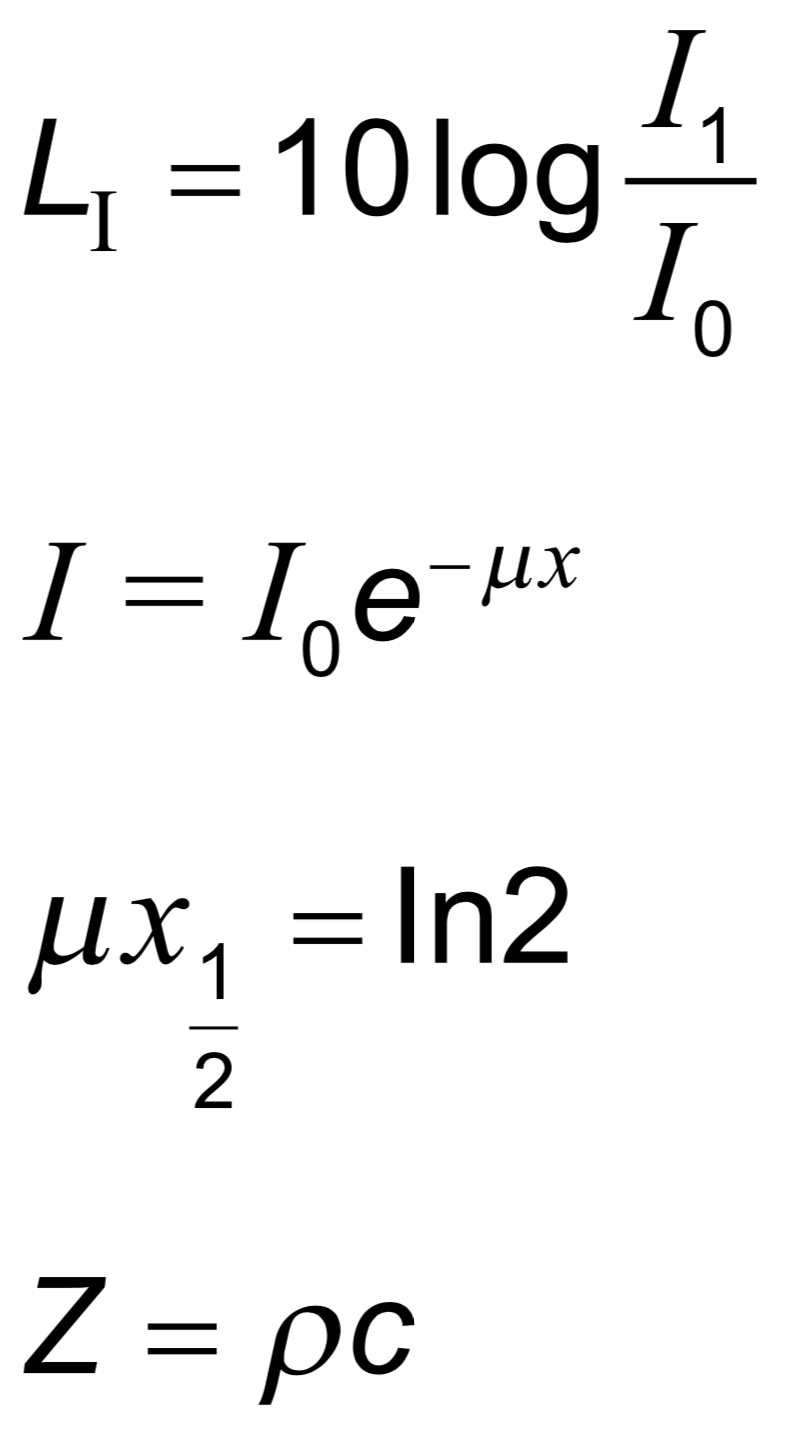 L_I = 10 log I_1/I_0
I = I_0 e^{-μx}
μx_{1/2} = ln2
Z = ρc